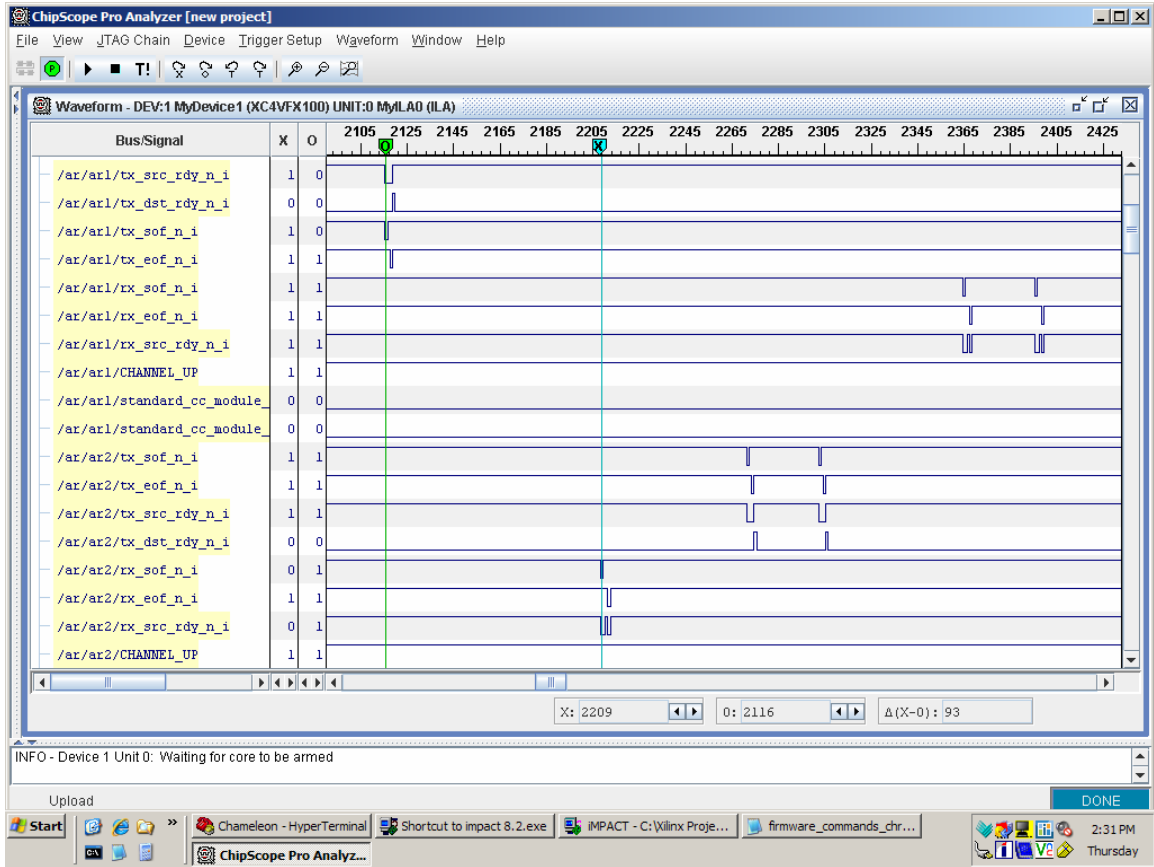 ChipScope Pro Analyzer [new project]
File View JTAG Chain Device Trigger Setup Waveform Window Help
T!
Waveform - DEV:1 MyDevice1 (XC4VFX100) UNIT:0 MyILA0 (ILA)
Bus/Signal X O 2105 2125 2145 2165 2185 2205 2225 2245 2265 2285 2305 2325 2345 2365 2385 2405 2425
O X
/ar/ar1/tx_src_rdy_n_i 1 0
/ar/ar1/tx_dst_rdy_n_i 0 0
/ar/ar1/tx_sof_n_i 1 0
/ar/ar1/tx_eof_n_i 1 1
/ar/ar1/rx_sof_n_i 1 1
/ar/ar1/rx_eof_n_i 1 1
/ar/ar1/rx_src_rdy_n_i 1 1
/ar/ar1/CHANNEL_UP 1 1
/ar/ar1/standard_cc_module_ 0 0
/ar/ar1/standard_cc_module_ 0 0
/ar/ar2/tx_sof_n_i 1 1
/ar/ar2/tx_eof_n_i 1 1
/ar/ar2/tx_src_rdy_n_i 1 1
/ar/ar2/tx_dst_rdy_n_i 0 0
/ar/ar2/rx_sof_n_i 0 1
/ar/ar2/rx_eof_n_i 1 1
/ar/ar2/rx_src_rdy_n_i 0 1
/ar/ar2/CHANNEL_UP 1 1
X: 2209 O: 2116 Δ(X-O): 93
INFO - Device 1 Unit 0: Waiting for core to be armed
Upload DONE
Start » Chameleon - HyperTerminal Shortcut to impact 8.2.exe iMPACT - C:\Xilinx Proje... firmware_commands_chr... 2:31 PM
ChipScope Pro Analyz... Thursday